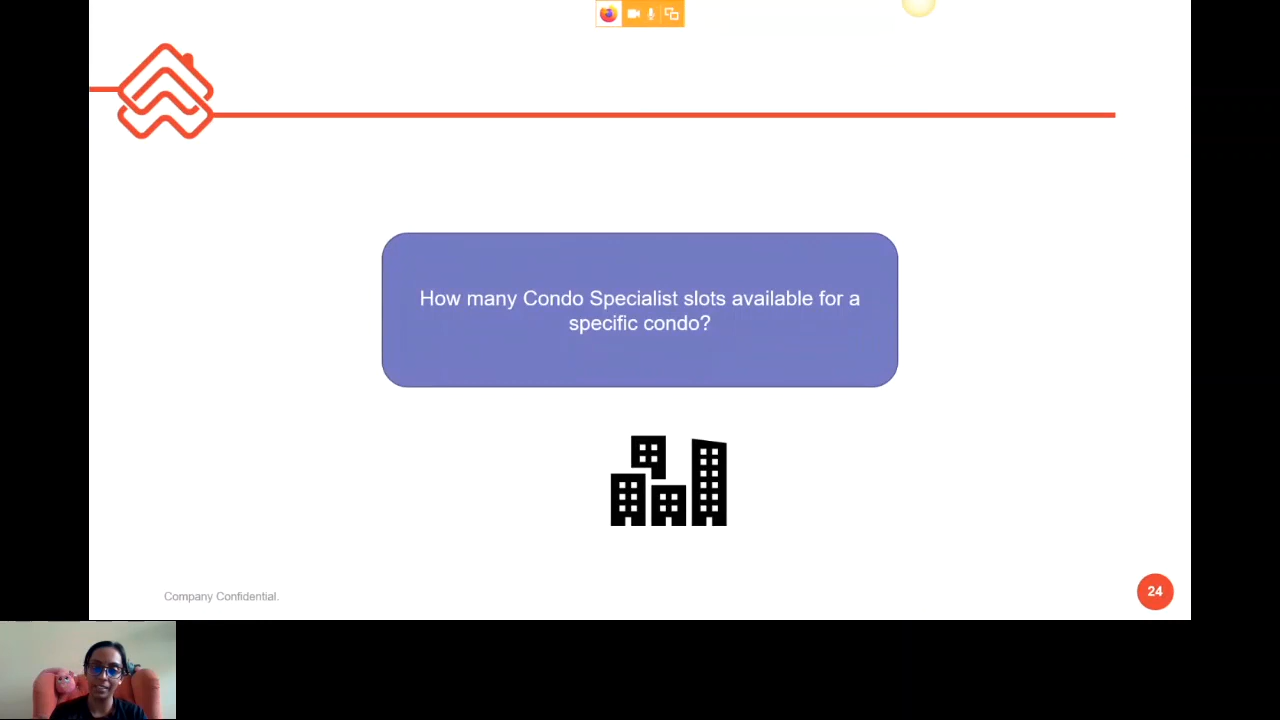 How many Condo Specialist slots available for a
specific condo?
Company Confidential.
24